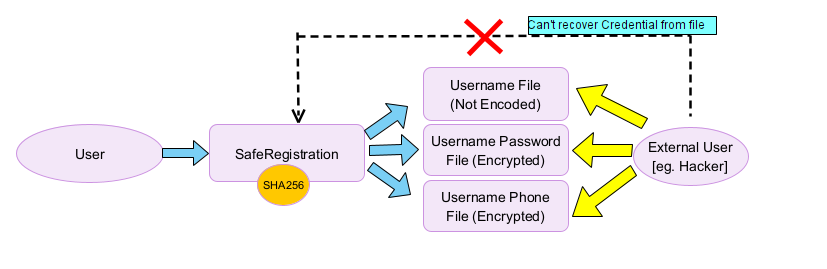 Can't recover Credential from file
Username File
(Not Encoded)
User
SafeRegistration
SHA256
Username Password
File (Encrypted)
External User
[eg. Hacker]
Username Phone
File (Encrypted)